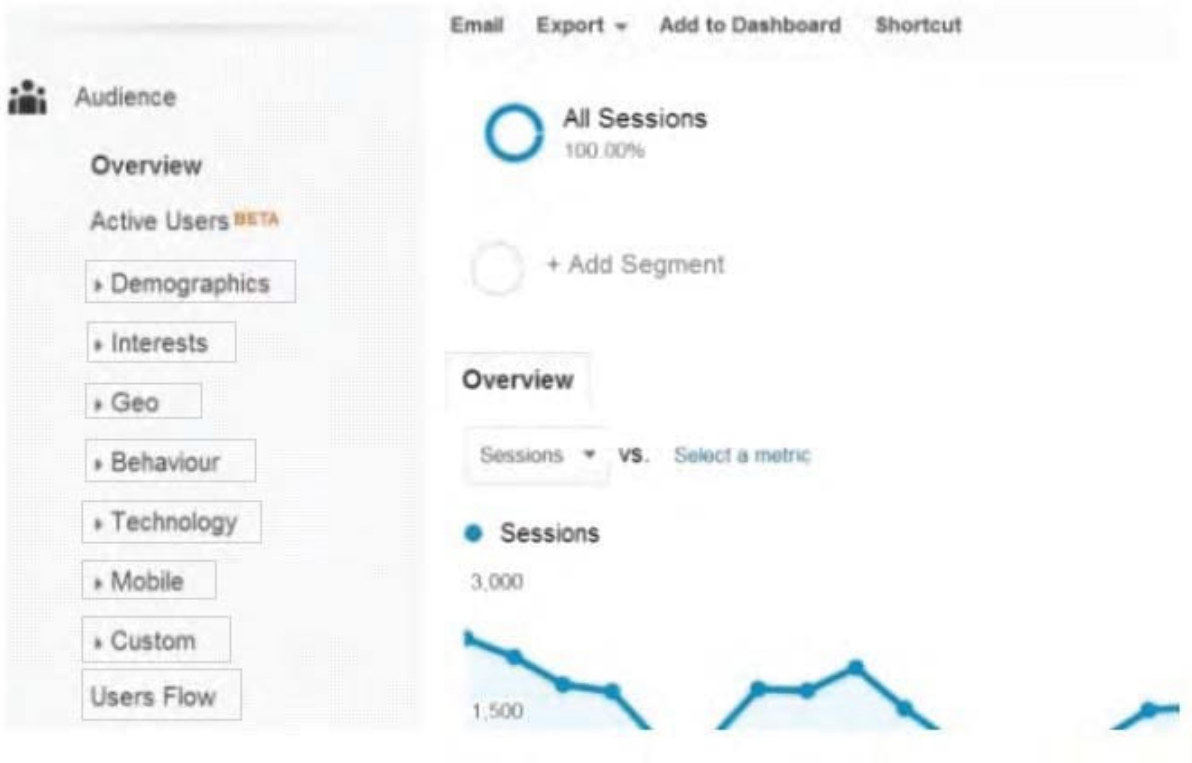 Email Export Add to Dashboard Shortcut
Audience
Overview
Active Users BETA
Demographics
Interests
Geo
Behaviour
Technology
Mobile
Custom
Users Flow
All Sessions
100.00%
+ Add Segment
Overview
Sessions VS. Select a metric
Sessions
3,000
1,500